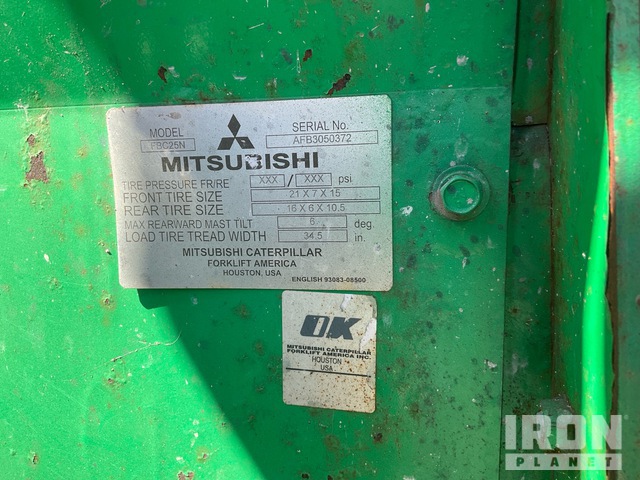 MODEL
FBC25N
SERIAL No.
AFB3050372
MITSUBISHI
TIRE PRESSURE FR/RE XXX / XXX psi
FRONT TIRE SIZE 21 X 7 X 15
REAR TIRE SIZE 16 X 6 X 10.5
MAX REARWARD MAST TILT 6 deg.
LOAD TIRE TREAD WIDTH 34.5 in.
MITSUBISHI CATERPILLAR
FORKLIFT AMERICA
HOUSTON, USA
ENGLISH 93083-08500
OK
MITSUBISHI CATERPILLAR
FORKLIFT AMERICA INC.
HOUSTON
USA
IRON
PLANET